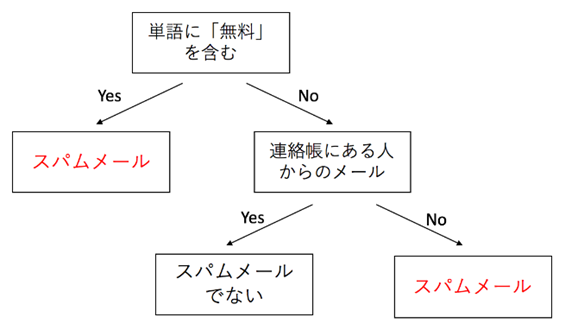 単語に「無料」
を含む
Yes
No
スパムメール
連絡帳にある人
からのメール
Yes
No
スパムメール
でない
スパムメール